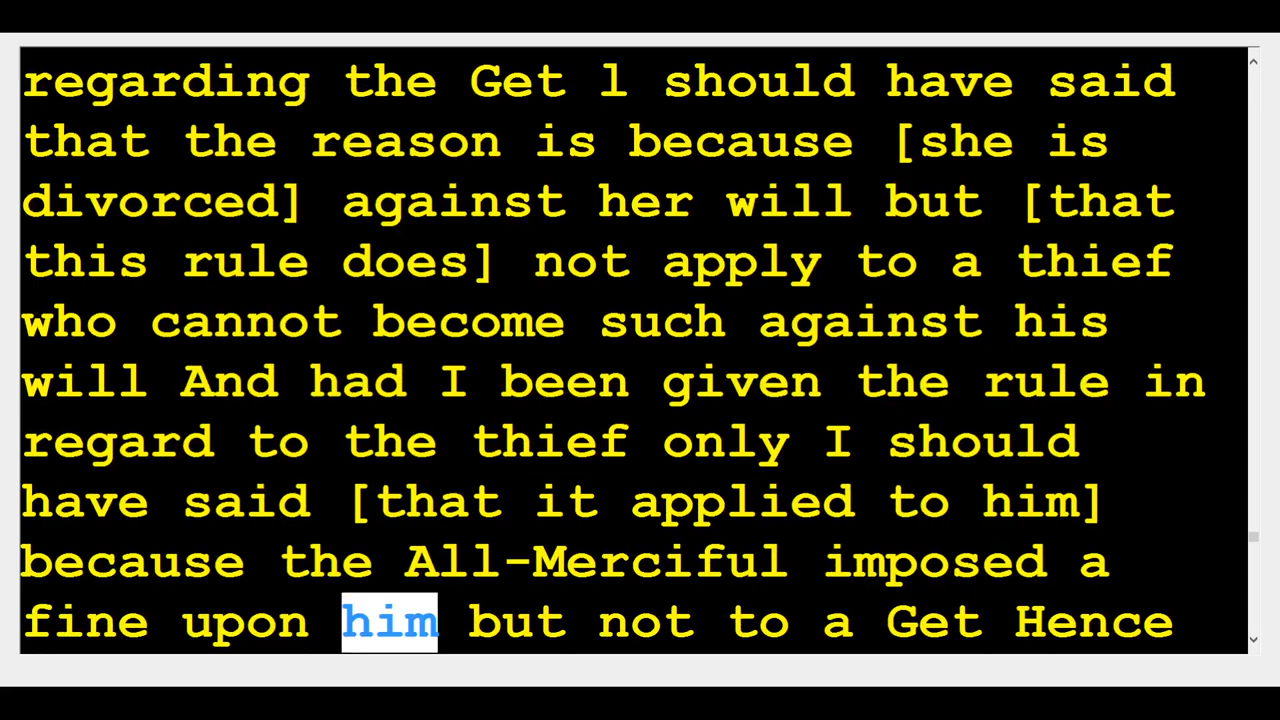 regarding the Get l should have said
that the reason is because [she is
divorced] against her will but [that
this rule does] not apply to a thief
who cannot become such against his
will And had I been given the rule in
regard to the thief only I should
have said [that it applied to him]
because the All-Merciful imposed a
fine upon him but not to a Get Hence